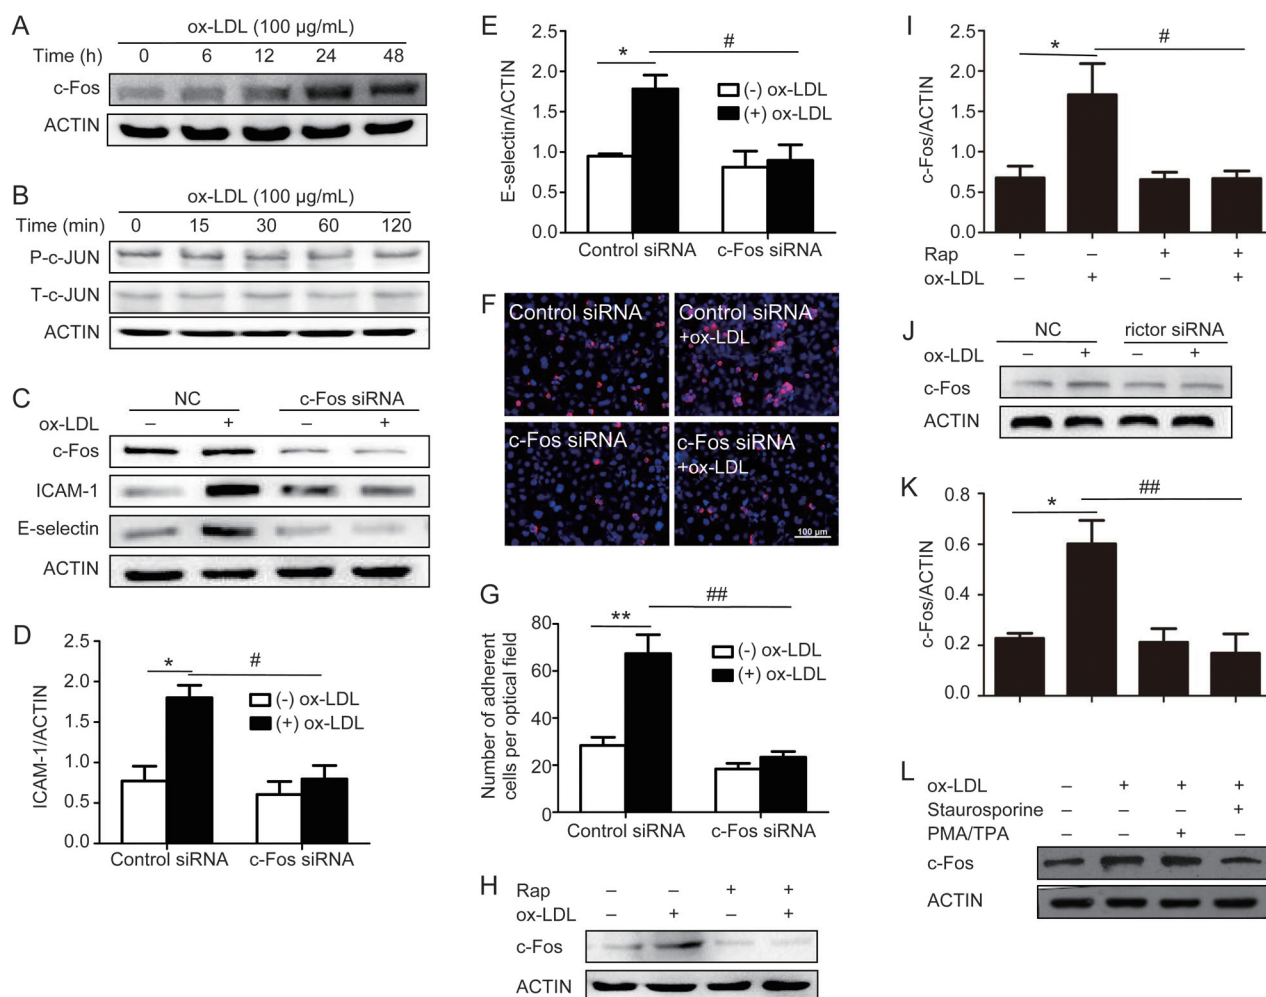 A
ox-LDL (100 µg/mL)
Time (h) 0 6 12 24 48
c-Fos
ACTIN
B
ox-LDL (100 µg/mL)
Time (min) 0 15 30 60 120
P-c-JUN
T-c-JUN
ACTIN
C
NC c-Fos siRNA
ox-LDL – + – +
c-Fos
ICAM-1
E-selectin
ACTIN
D
ICAM-1/ACTIN
2.5
2.0
1.5
1.0
0.5
0.0
* #
(-) ox-LDL
(+) ox-LDL
Control siRNA c-Fos siRNA
E
E-selectin/ACTIN
2.5
2.0
1.5
1.0
0.5
0.0
* #
(-) ox-LDL
(+) ox-LDL
Control siRNA c-Fos siRNA
F
Control siRNA
Control siRNA
+ox-LDL
c-Fos siRNA
c-Fos siRNA
+ox-LDL
100 µm
G
Number of adherent
cells per optical field
80
60
40
20
0
** ##
(-) ox-LDL
(+) ox-LDL
Control siRNA c-Fos siRNA
H
Rap – – + +
ox-LDL – + – +
c-Fos
ACTIN
I
c-Fos/ACTIN
2.5
2.0
1.5
1.0
0.5
0.0
* #
Rap – – + +
ox-LDL – + – +
J
NC rictor siRNA
ox-LDL – + – +
c-Fos
ACTIN
K
c-Fos/ACTIN
0.8
0.6
0.4
0.2
0.0
* ##
L
ox-LDL – + + +
Staurosporine – – – +
PMA/TPA – – + –
c-Fos
ACTIN